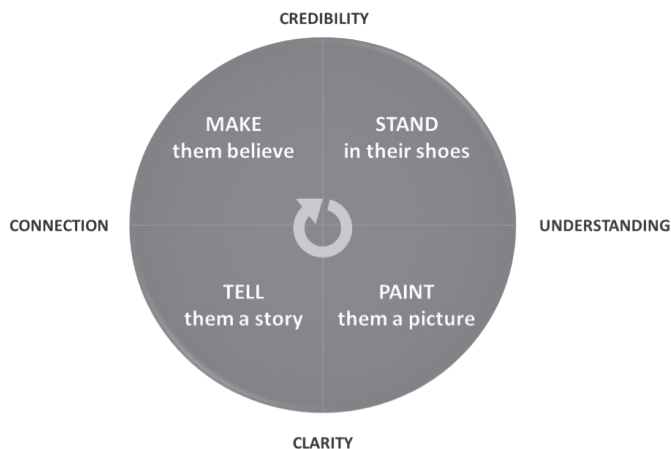 CREDIBILITY
MAKE
them believe
STAND
in their shoes
CONNECTION
UNDERSTANDING
TELL
them a story
PAINT
them a picture
CLARITY